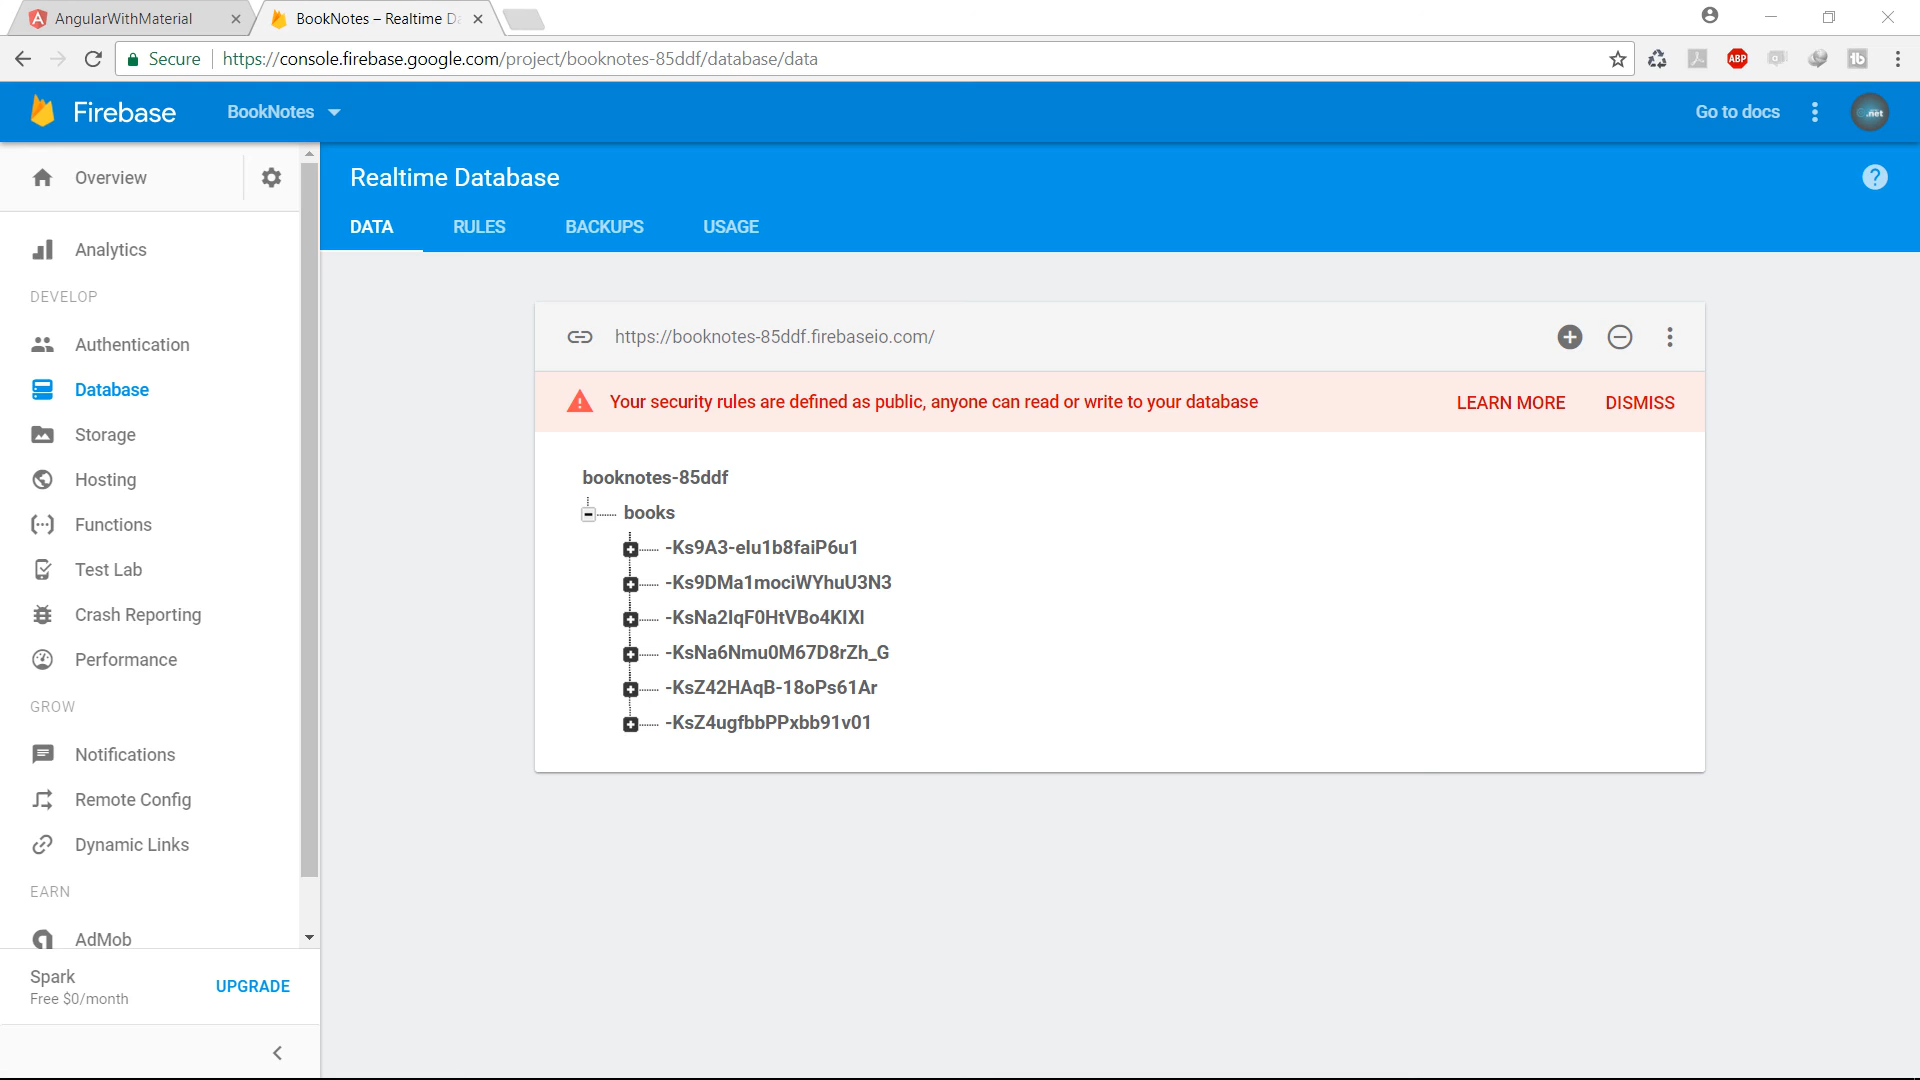 AngularWithMaterial
BookNotes – Realtime Da
Secure
https://console.firebase.google.com/project/booknotes-85ddf/database/data
ABP
Firebase
BookNotes
Go to docs
.net
Overview
Realtime Database
?
DATA
RULES
BACKUPS
USAGE
Analytics
DEVELOP
Authentication
Database
Storage
Hosting
Functions
Test Lab
Crash Reporting
Performance
GROW
Notifications
Remote Config
Dynamic Links
EARN
AdMob
Spark
Free $0/month
UPGRADE
https://booknotes-85ddf.firebaseio.com/
Your security rules are defined as public, anyone can read or write to your database
LEARN MORE
DISMISS
booknotes-85ddf
books
-Ks9A3-elu1b8faiP6u1
-Ks9DMa1mociWYhuU3N3
-KsNa2IqF0HtVBo4KIXl
-KsNa6Nmu0M67D8rZh_G
-KsZ42HAqB-18oPs61Ar
-KsZ4ugfbbPPxbb91v01